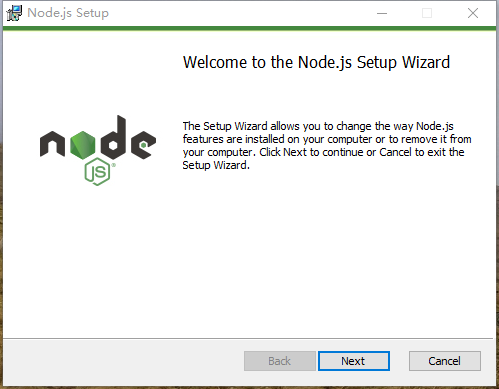 Node.js Setup
Welcome to the Node.js Setup Wizard
The Setup Wizard allows you to change the way Node.js
features are installed on your computer or to remove it from
your computer. Click Next to continue or Cancel to exit the
Setup Wizard.
node
JS®
Back Next Cancel